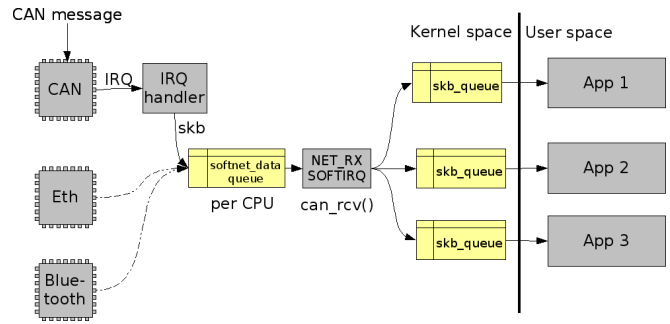 CAN message
Kernel space
User space
CAN
IRQ
IRQ
handler
skb
skb_queue
App 1
softnet_data
queue
per CPU
NET_RX
SOFTIRQ
can_rcv()
skb_queue
App 2
Eth
skb_queue
App 3
Blue-
tooth